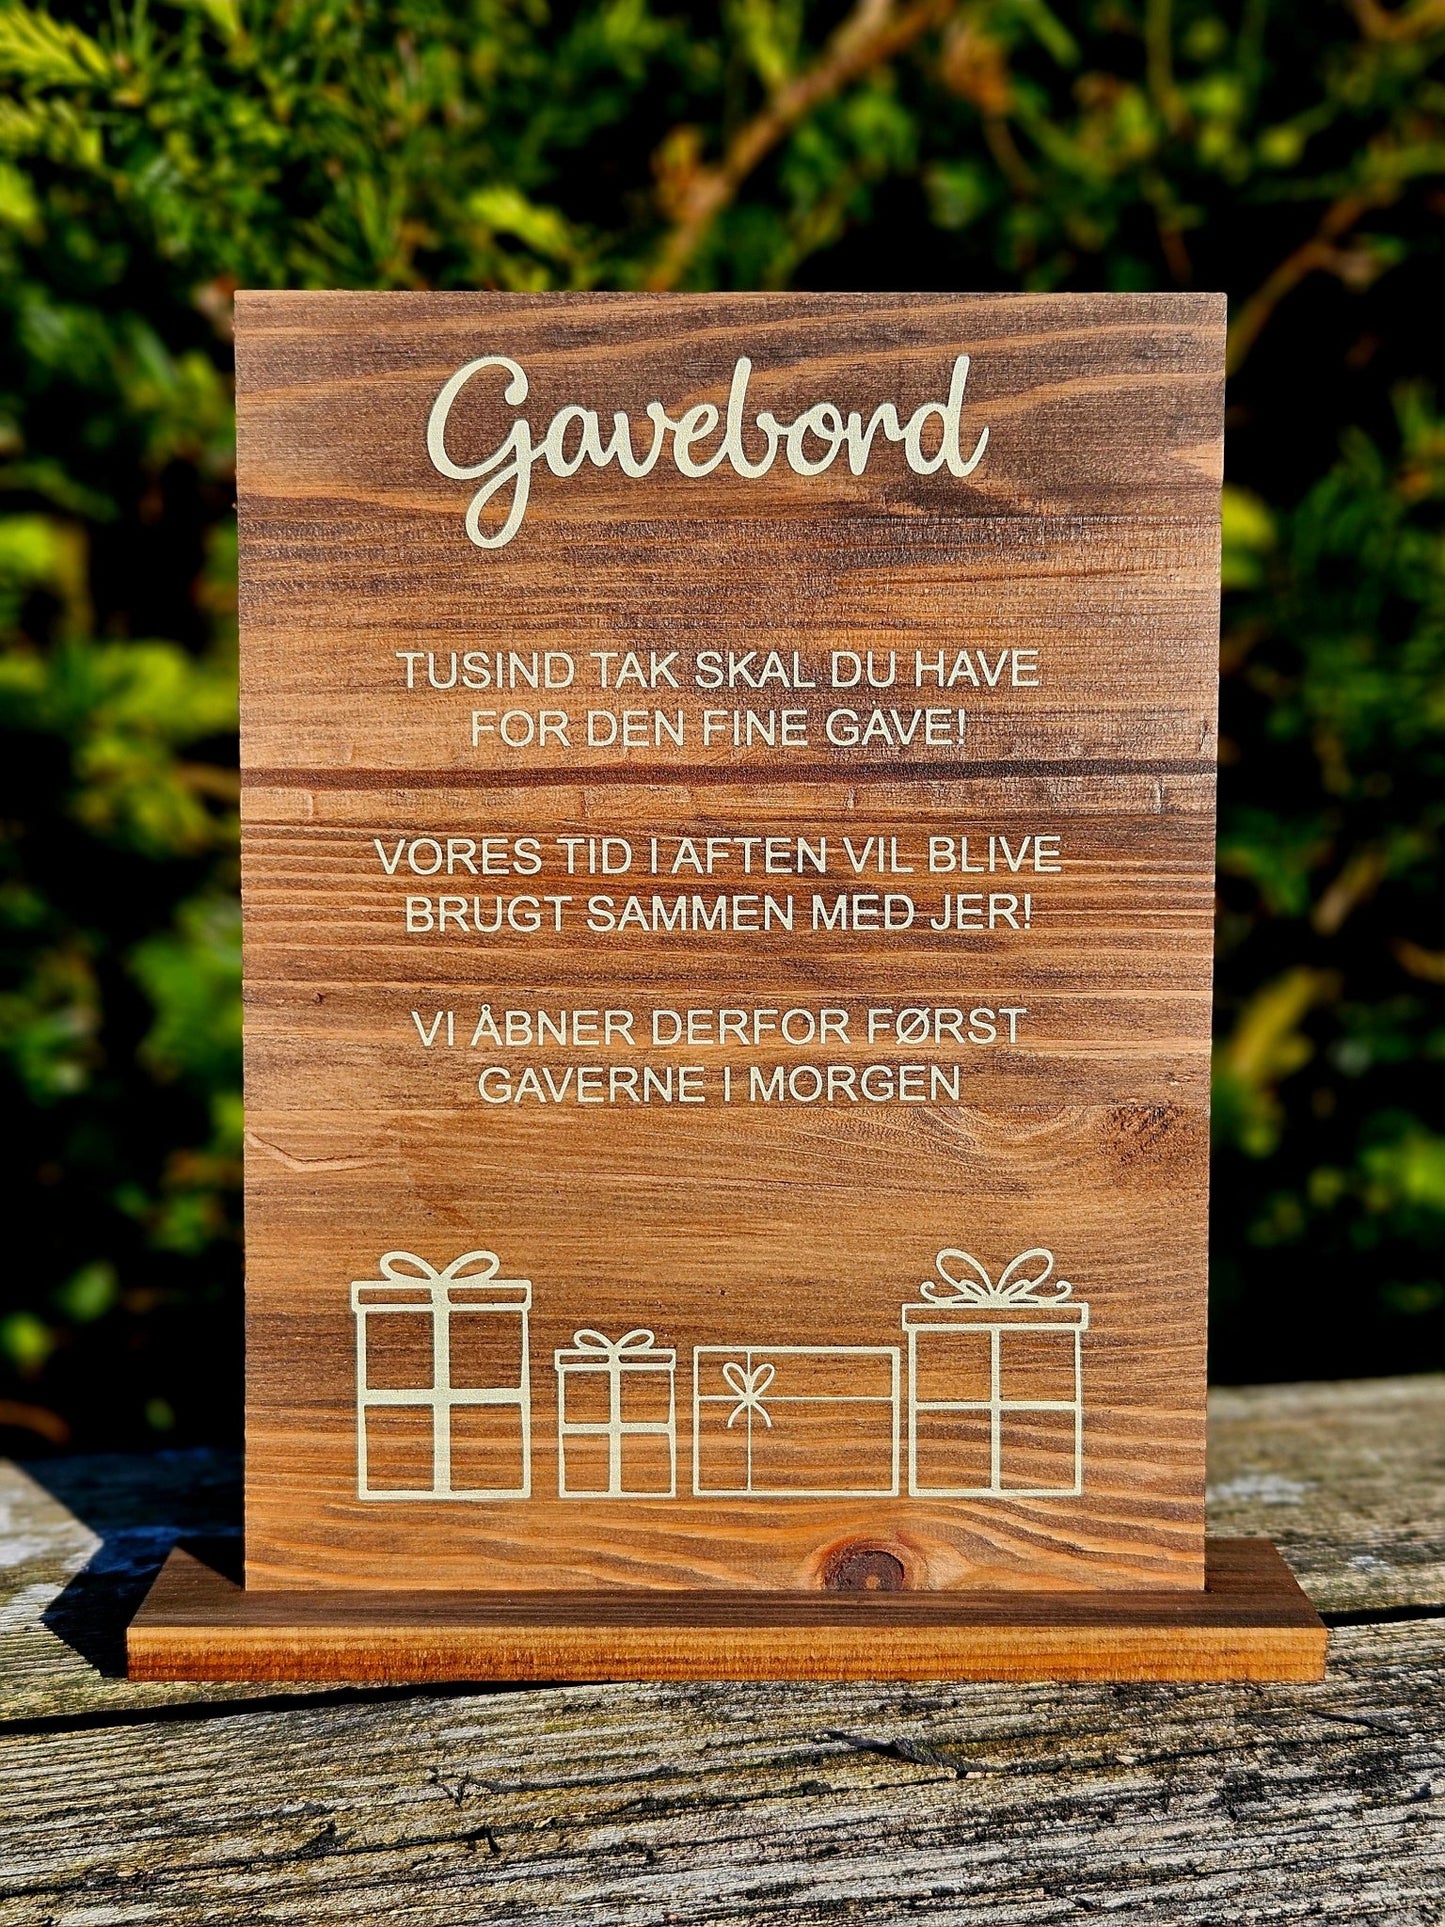 Gavebord
TUSIND TAK SKAL DU HAVE
FOR DEN FINE GAVE!
VORES TID I AFTEN VIL BLIVE
BRUGT SAMMEN MED JER!
VI ÅBNER DERFOR FØRST
GAVERNE I MORGEN